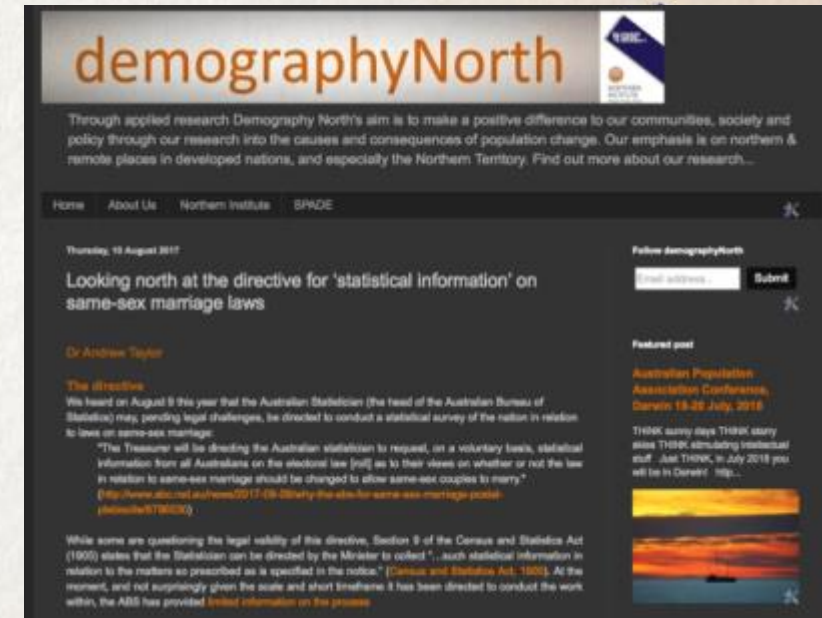 demographyNorth
Through applied research Demography North's aim is to make a positive difference to our communities, society and
policy through our research into the causes and consequences of population change. Our emphasis is on northern &
remote places in developed nations, and especially the Northern Territory. Find out more about our research...
Home About Us Northern Institute SPADE
Thursday, 10 August 2017
Looking north at the directive for 'statistical information' on
same-sex marriage laws
Dr Andrew Taylor
The directive
We heard on August 9 this year that the Australian Statistician (the head of the Australian Bureau of
Statistics) may, pending legal challenges, be directed to conduct a statistical survey of the nation in relation
to laws on same-sex marriage:
"The Treasurer will be directing the Australian statistician to request, on a voluntary basis, statistical
information from all Australians on the electoral law [roll] as to their views on whether or not the law
in relation to same-sex marriage should be changed to allow same-sex couples to marry."
While some are questioning the legal validity of this directive, Section 9 of the Census and Statistics Act
(1905) states that the Statistician can be directed by the Minister to collect "…such statistical information in
relation to the matters so prescribed as is specified in the notice." (Census and Statistics Act, 1905). At the
moment, and not surprisingly given the scale and short timeframe it has been directed to conduct the work
within, the ABS has provided limited information on the process
Follow demographyNorth
Email address... Submit
Featured post
Australian Population
Association Conference,
Darwin 18-20 July, 2018
THINK sunny days THINK starry
skies THINK stimulating intellectual
stuff Just THINK, in July 2018 you
will be in Darwin! http...